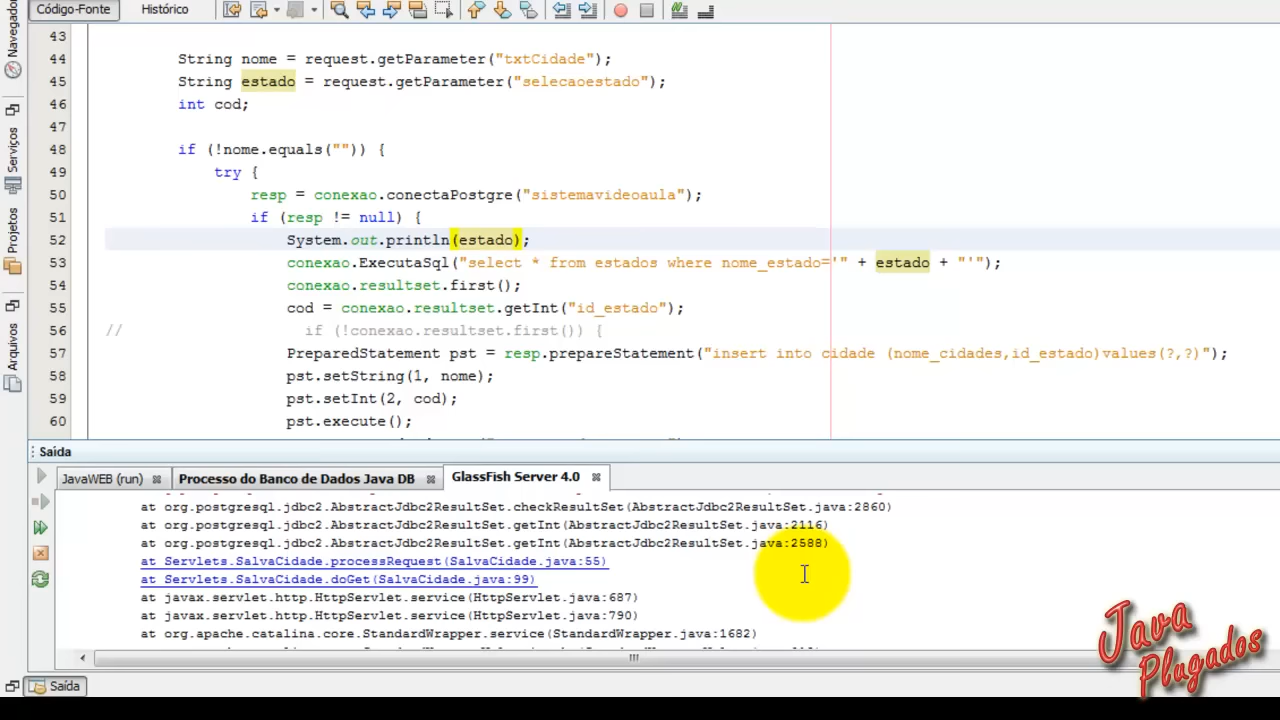 Código-Fonte Histórico
Navegador
Serviços
Projetos
Arquivos
43
44 String nome = request.getParameter("txtCidade");
45 String estado = request.getParameter("selecaoestado");
46 int cod;
47
48 if (!nome.equals("")) {
49 try {
50 resp = conexao.conectaPostgre("sistemavideoaula");
51 if (resp != null) {
52 System.out.println(estado);
53 conexao.ExecutaSql("select * from estados where nome_estado='" + estado + "'");
54 conexao.resultset.first();
55 cod = conexao.resultset.getInt("id_estado");
56 // if (!conexao.resultset.first()) {
57 PreparedStatement pst = resp.prepareStatement("insert into cidade (nome_cidades,id_estado)values(?,?)");
58 pst.setString(1, nome);
59 pst.setInt(2, cod);
60 pst.execute();
Saída
JavaWEB (run) Processo do Banco de Dados Java DB GlassFish Server 4.0
at org.postgresql.jdbc2.AbstractJdbc2ResultSet.checkResultSet(AbstractJdbc2ResultSet.java:2860)
at org.postgresql.jdbc2.AbstractJdbc2ResultSet.getInt(AbstractJdbc2ResultSet.java:2116)
at org.postgresql.jdbc2.AbstractJdbc2ResultSet.getInt(AbstractJdbc2ResultSet.java:2588)
at Servlets.SalvaCidade.processRequest(SalvaCidade.java:55)
at Servlets.SalvaCidade.doGet(SalvaCidade.java:99)
at javax.servlet.http.HttpServlet.service(HttpServlet.java:687)
at javax.servlet.http.HttpServlet.service(HttpServlet.java:790)
at org.apache.catalina.core.StandardWrapper.service(StandardWrapper.java:1682)
Java
Plugados
Saída